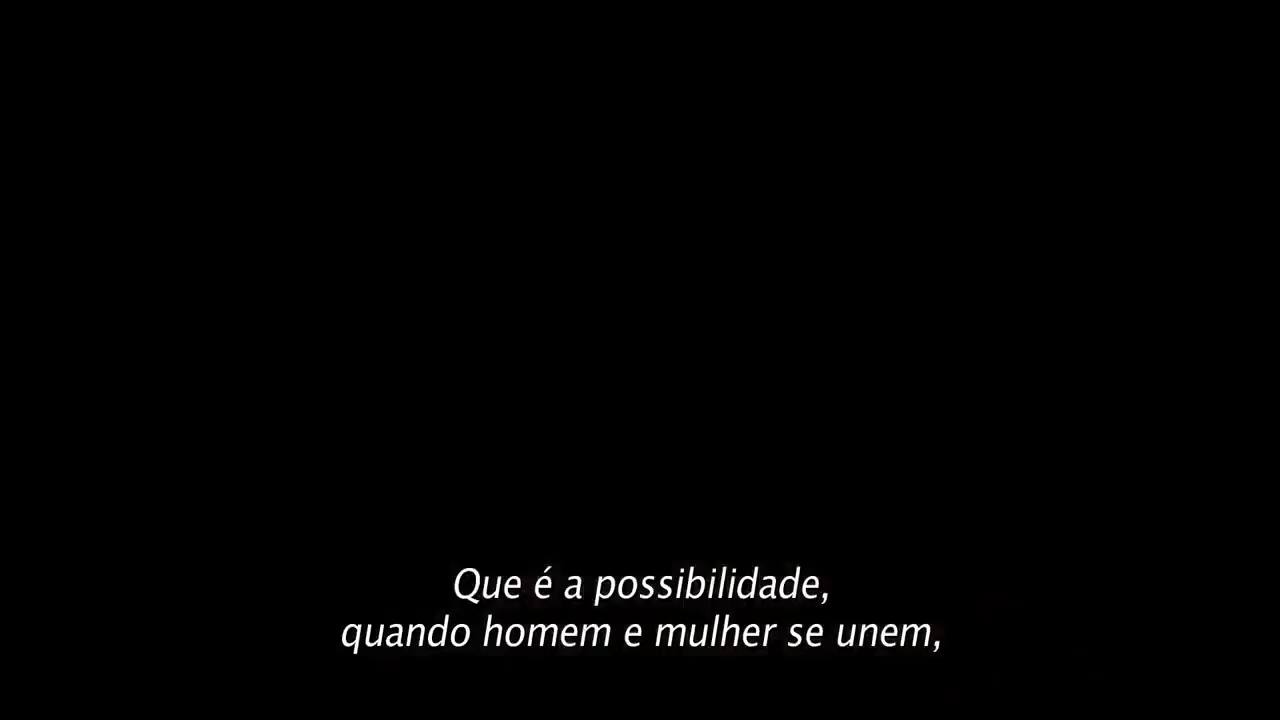 Que é a possibilidade,
quando homem e mulher se unem,